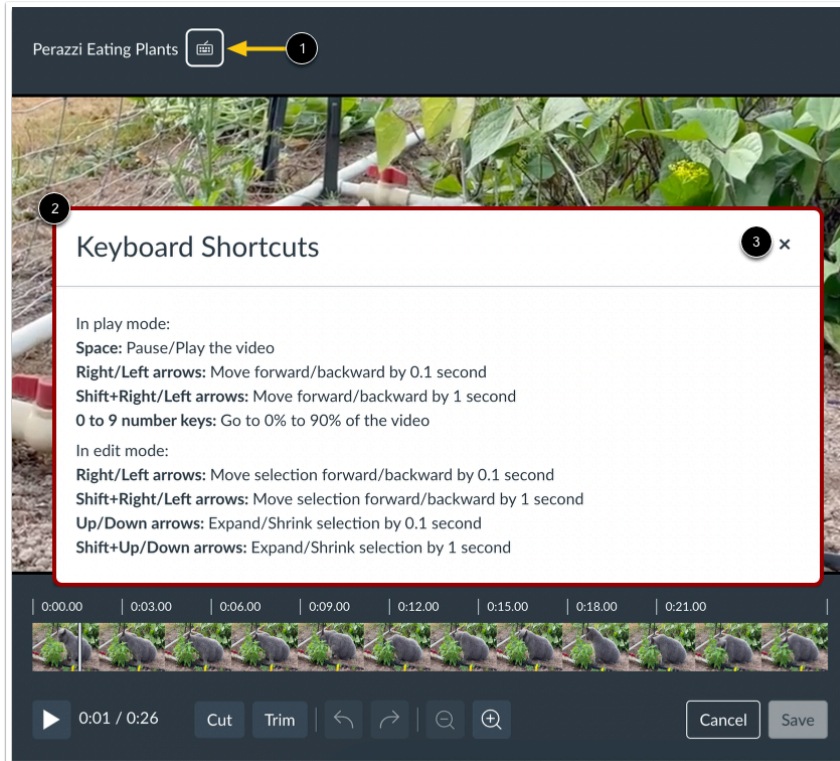 Perazzi Eating Plants
1
2
Keyboard Shortcuts
3 ×
In play mode:
Space: Pause/Play the video
Right/Left arrows: Move forward/backward by 0.1 second
Shift+Right/Left arrows: Move forward/backward by 1 second
0 to 9 number keys: Go to 0% to 90% of the video
In edit mode:
Right/Left arrows: Move selection forward/backward by 0.1 second
Shift+Right/Left arrows: Move selection forward/backward by 1 second
Up/Down arrows: Expand/Shrink selection by 0.1 second
Shift+Up/Down arrows: Expand/Shrink selection by 1 second
0:00.00 0:03.00 0:06.00 0:09.00 0:12.00 0:15.00 0:18.00 0:21.00
0:01 / 0:26 Cut Trim Cancel Save